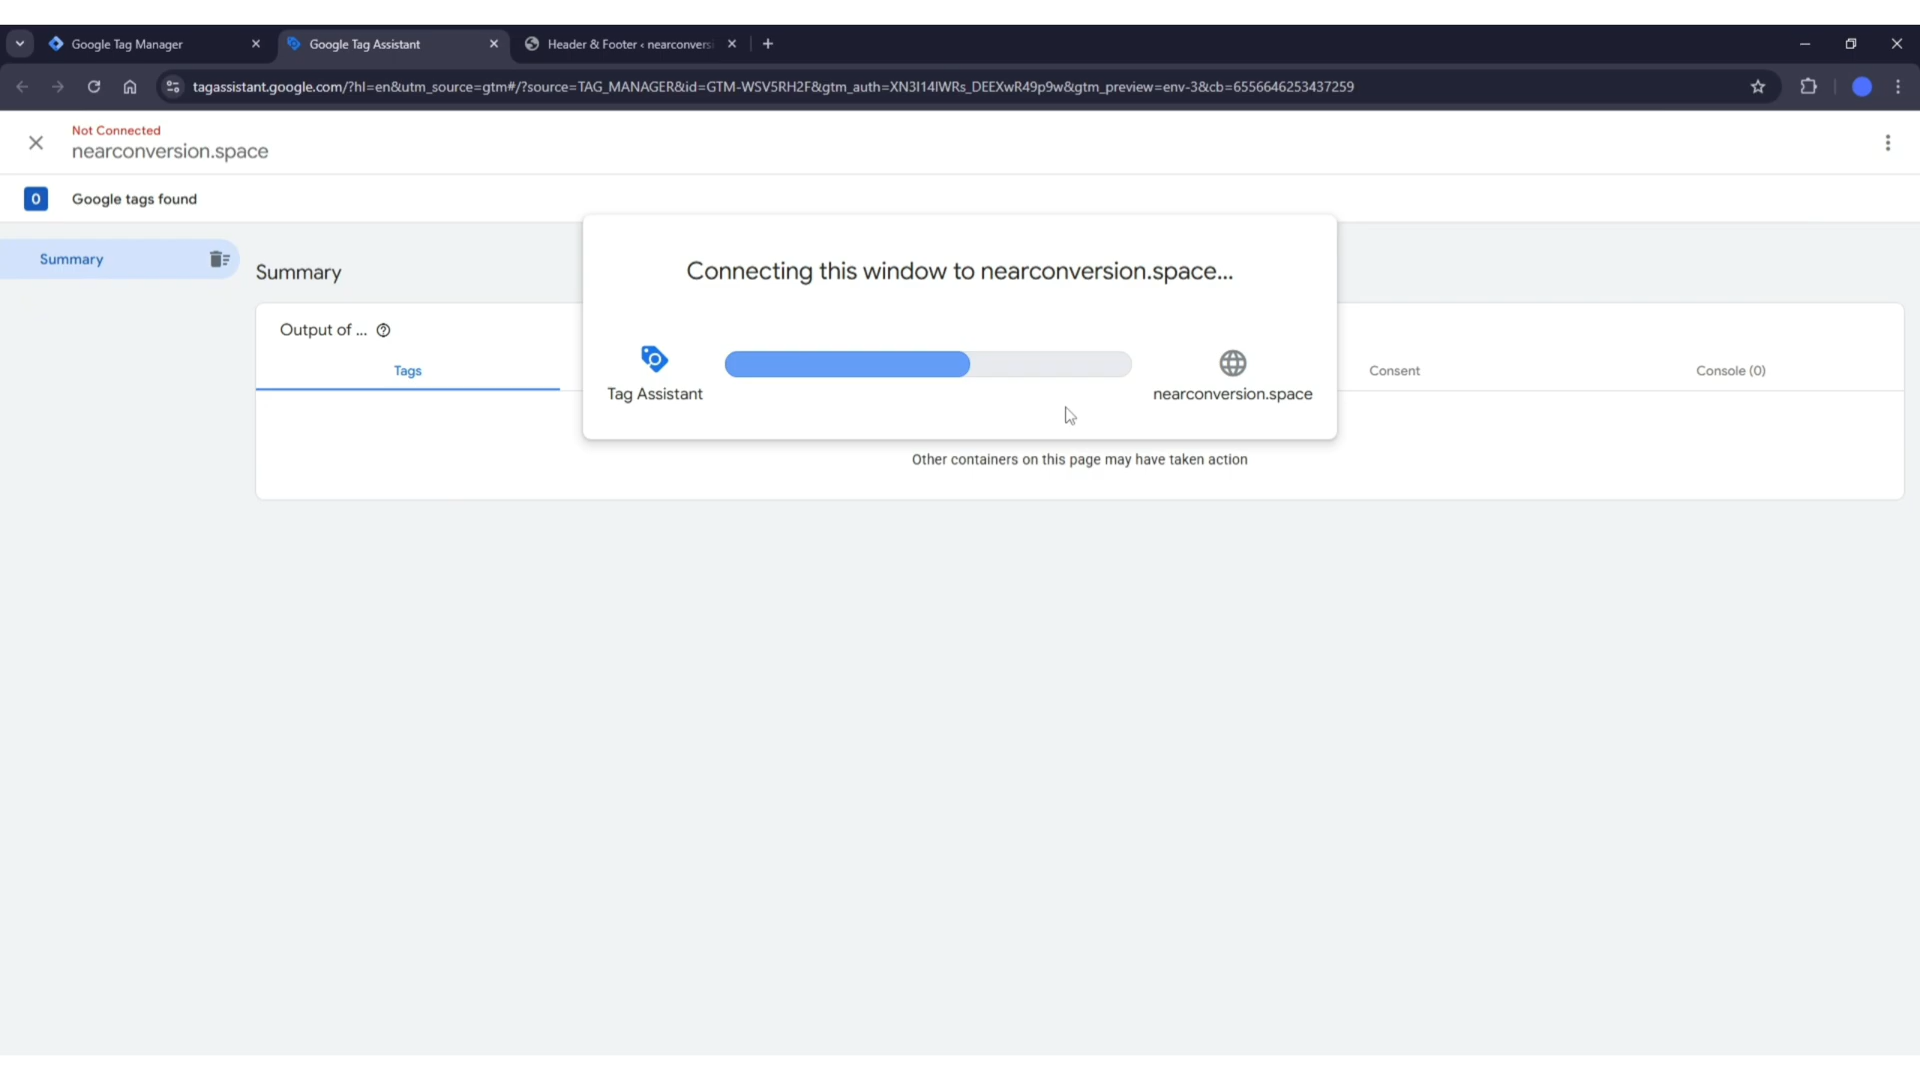 Google Tag Manager
Google Tag Assistant
Header & Footer ‹ nearconversi
tagassistant.google.com/?hl=en&utm_source=gtm#/?source=TAG_MANAGER&id=GTM-WSV5RH2F&gtm_auth=XN3I14IWRs_DEEXwR49p9w&gtm_preview=env-3&cb=6556646253437259
Not Connected
nearconversion.space
0
Google tags found
Summary
Summary
Connecting this window to nearconversion.space...
Output of ...
Tag Assistant
nearconversion.space
Tags
Consent
Console (0)
Other containers on this page may have taken action